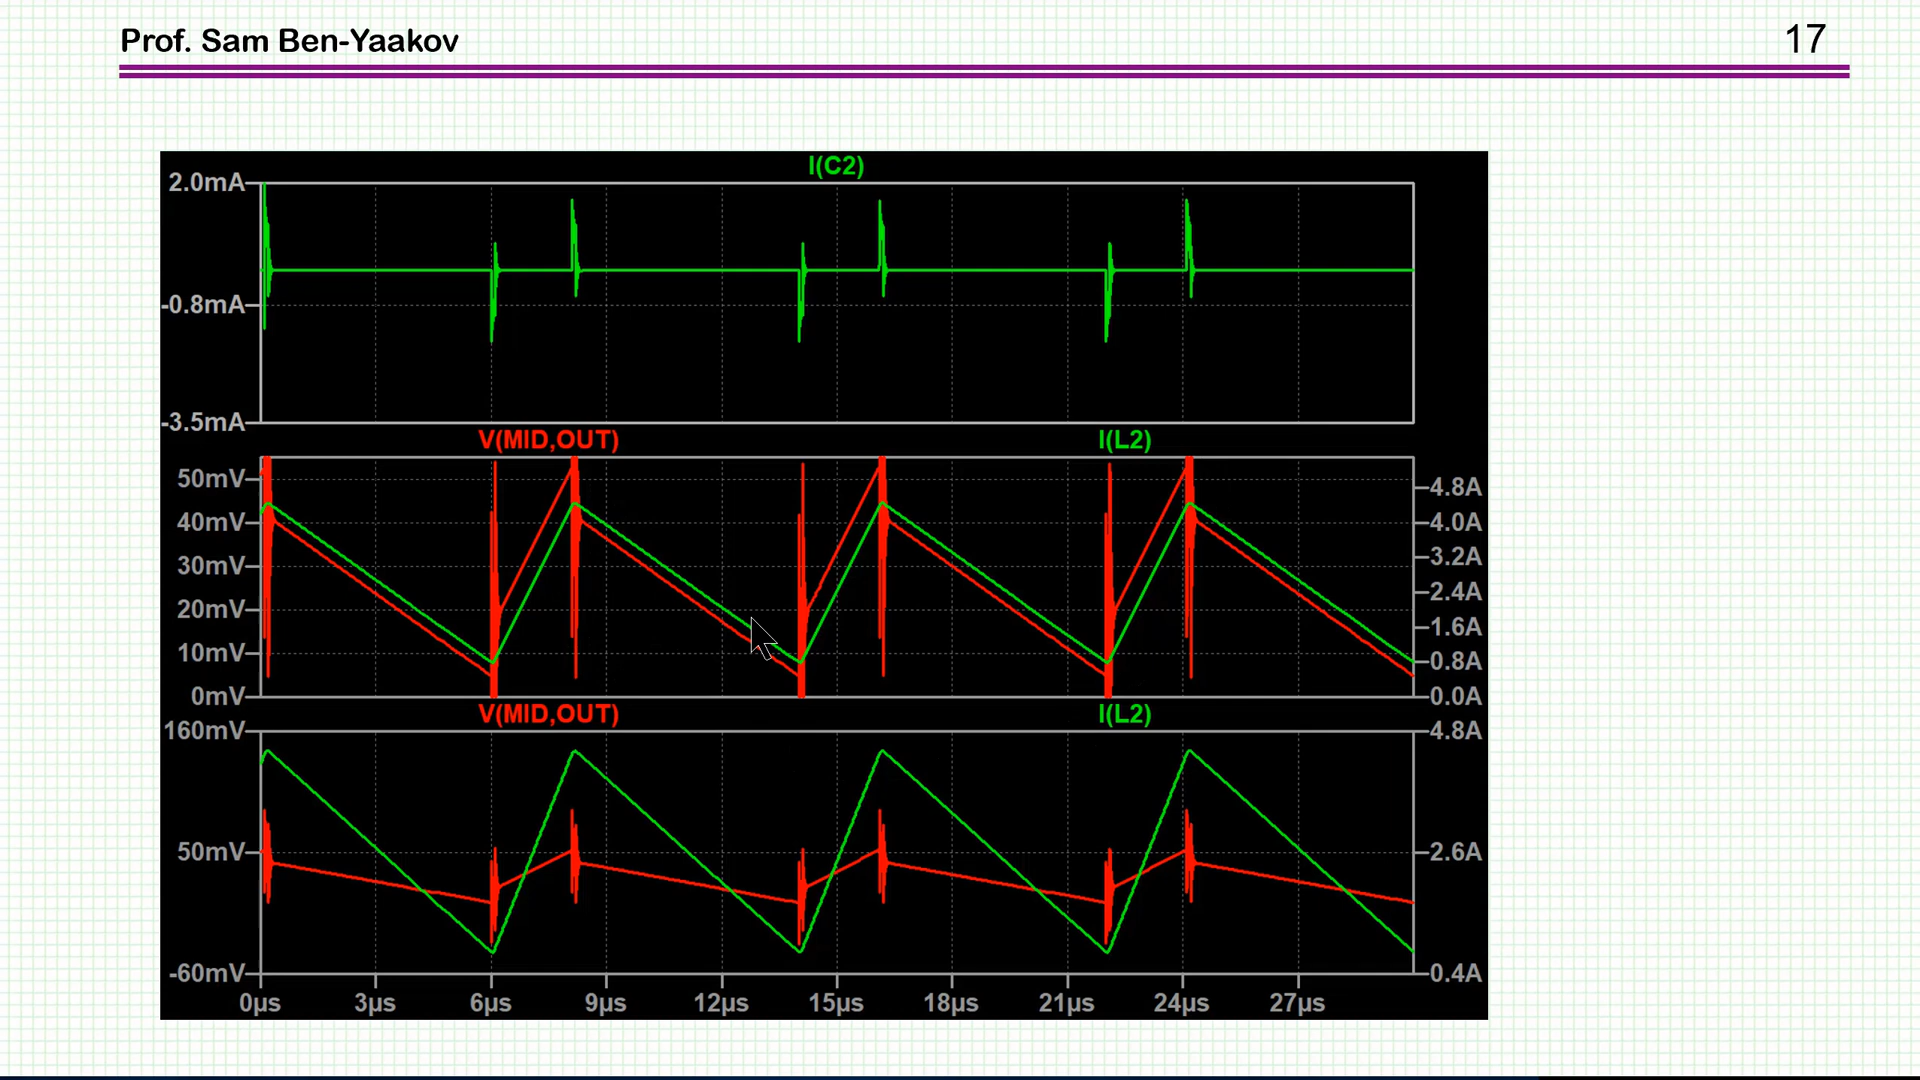 Prof. Sam Ben-Yaakov
17
I(C2)
2.0mA
-0.8mA
-3.5mA
V(MID,OUT) I(L2)
50mV
40mV
30mV
20mV
10mV
0mV
4.8A
4.0A
3.2A
2.4A
1.6A
0.8A
0.0A
V(MID,OUT) I(L2)
160mV
50mV
-60mV
4.8A
2.6A
0.4A
0µs 3µs 6µs 9µs 12µs 15µs 18µs 21µs 24µs 27µs